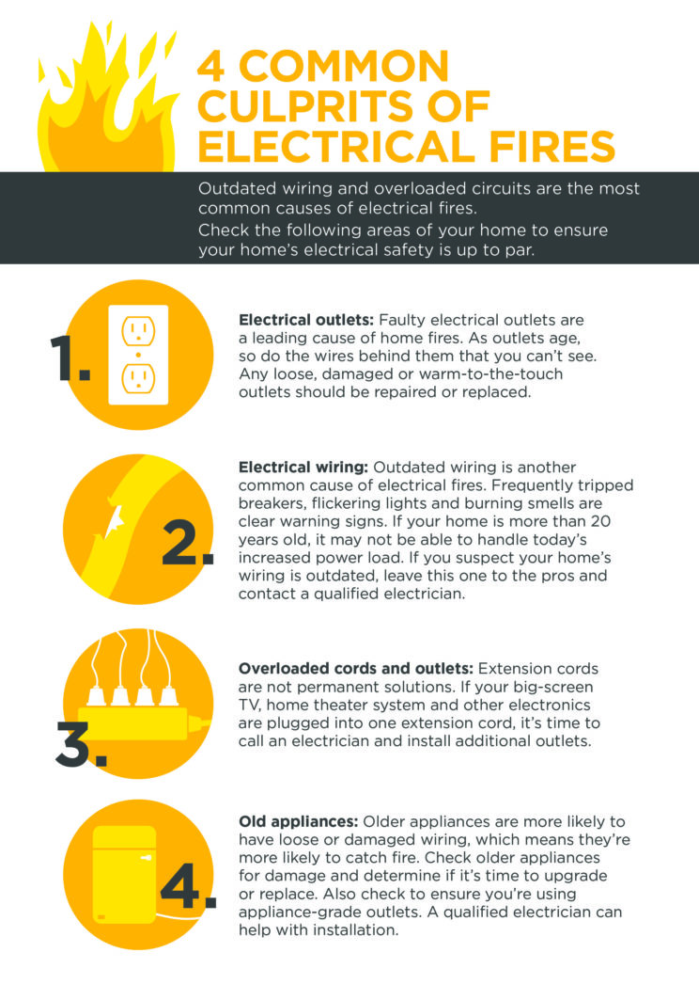 4 COMMON
CULPRITS OF
ELECTRICAL FIRES
Outdated wiring and overloaded circuits are the most
common causes of electrical fires.
Check the following areas of your home to ensure
your home's electrical safety is up to par.
1.
Electrical outlets: Faulty electrical outlets are
a leading cause of home fires. As outlets age,
so do the wires behind them that you can't see.
Any loose, damaged or warm-to-the-touch
outlets should be repaired or replaced.
2.
Electrical wiring: Outdated wiring is another
common cause of electrical fires. Frequently tripped
breakers, flickering lights and burning smells are
clear warning signs. If your home is more than 20
years old, it may not be able to handle today's
increased power load. If you suspect your home's
wiring is outdated, leave this one to the pros and
contact a qualified electrician.
3.
Overloaded cords and outlets: Extension cords
are not permanent solutions. If your big-screen
TV, home theater system and other electronics
are plugged into one extension cord, it's time to
call an electrician and install additional outlets.
4.
Old appliances: Older appliances are more likely to
have loose or damaged wiring, which means they're
more likely to catch fire. Check older appliances
for damage and determine if it's time to upgrade
or replace. Also check to ensure you're using
appliance-grade outlets. A qualified electrician can
help with installation.